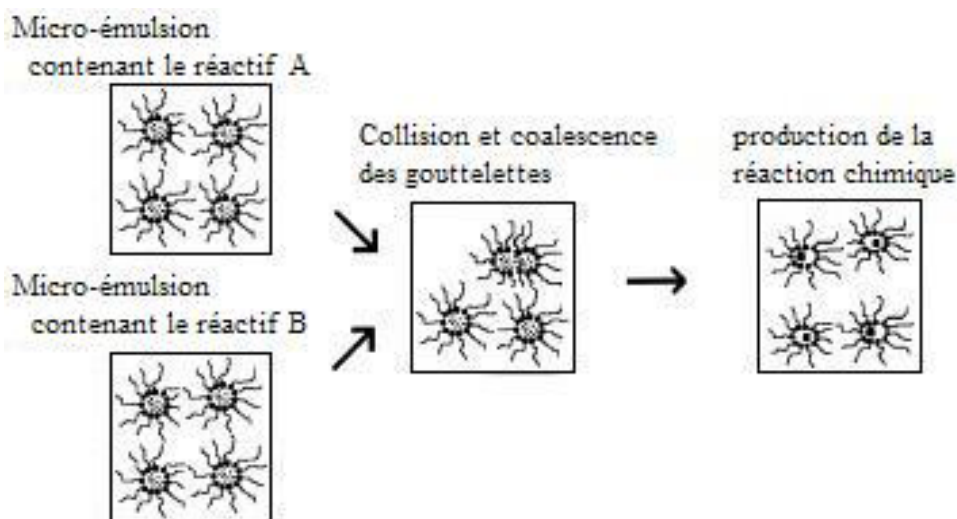 Micro-émulsion
contenant le réactif A
Collision et coalescence
des gouttelettes
production de la
réaction chimique
Micro-émulsion
contenant le réactif B